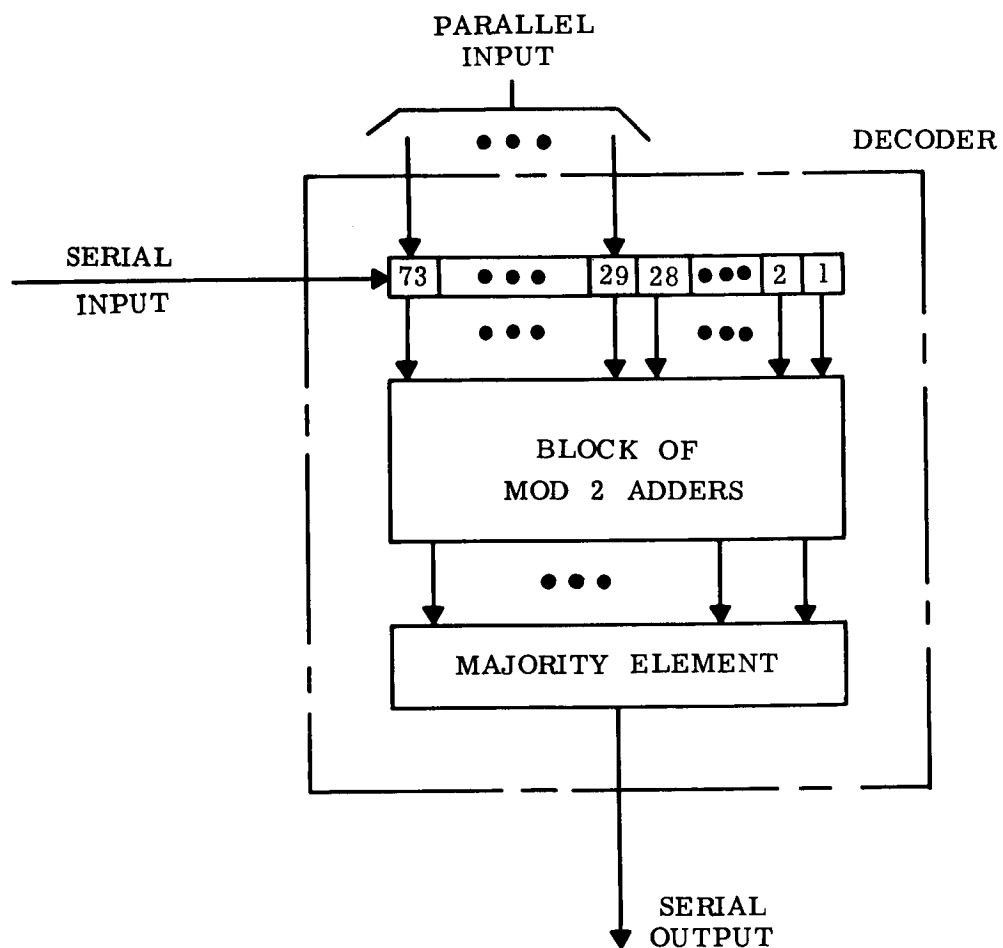 PARALLEL
INPUT
DECODER
SERIAL
INPUT
73 29 28 2 1
BLOCK OF
MOD 2 ADDERS
MAJORITY ELEMENT
SERIAL
OUTPUT